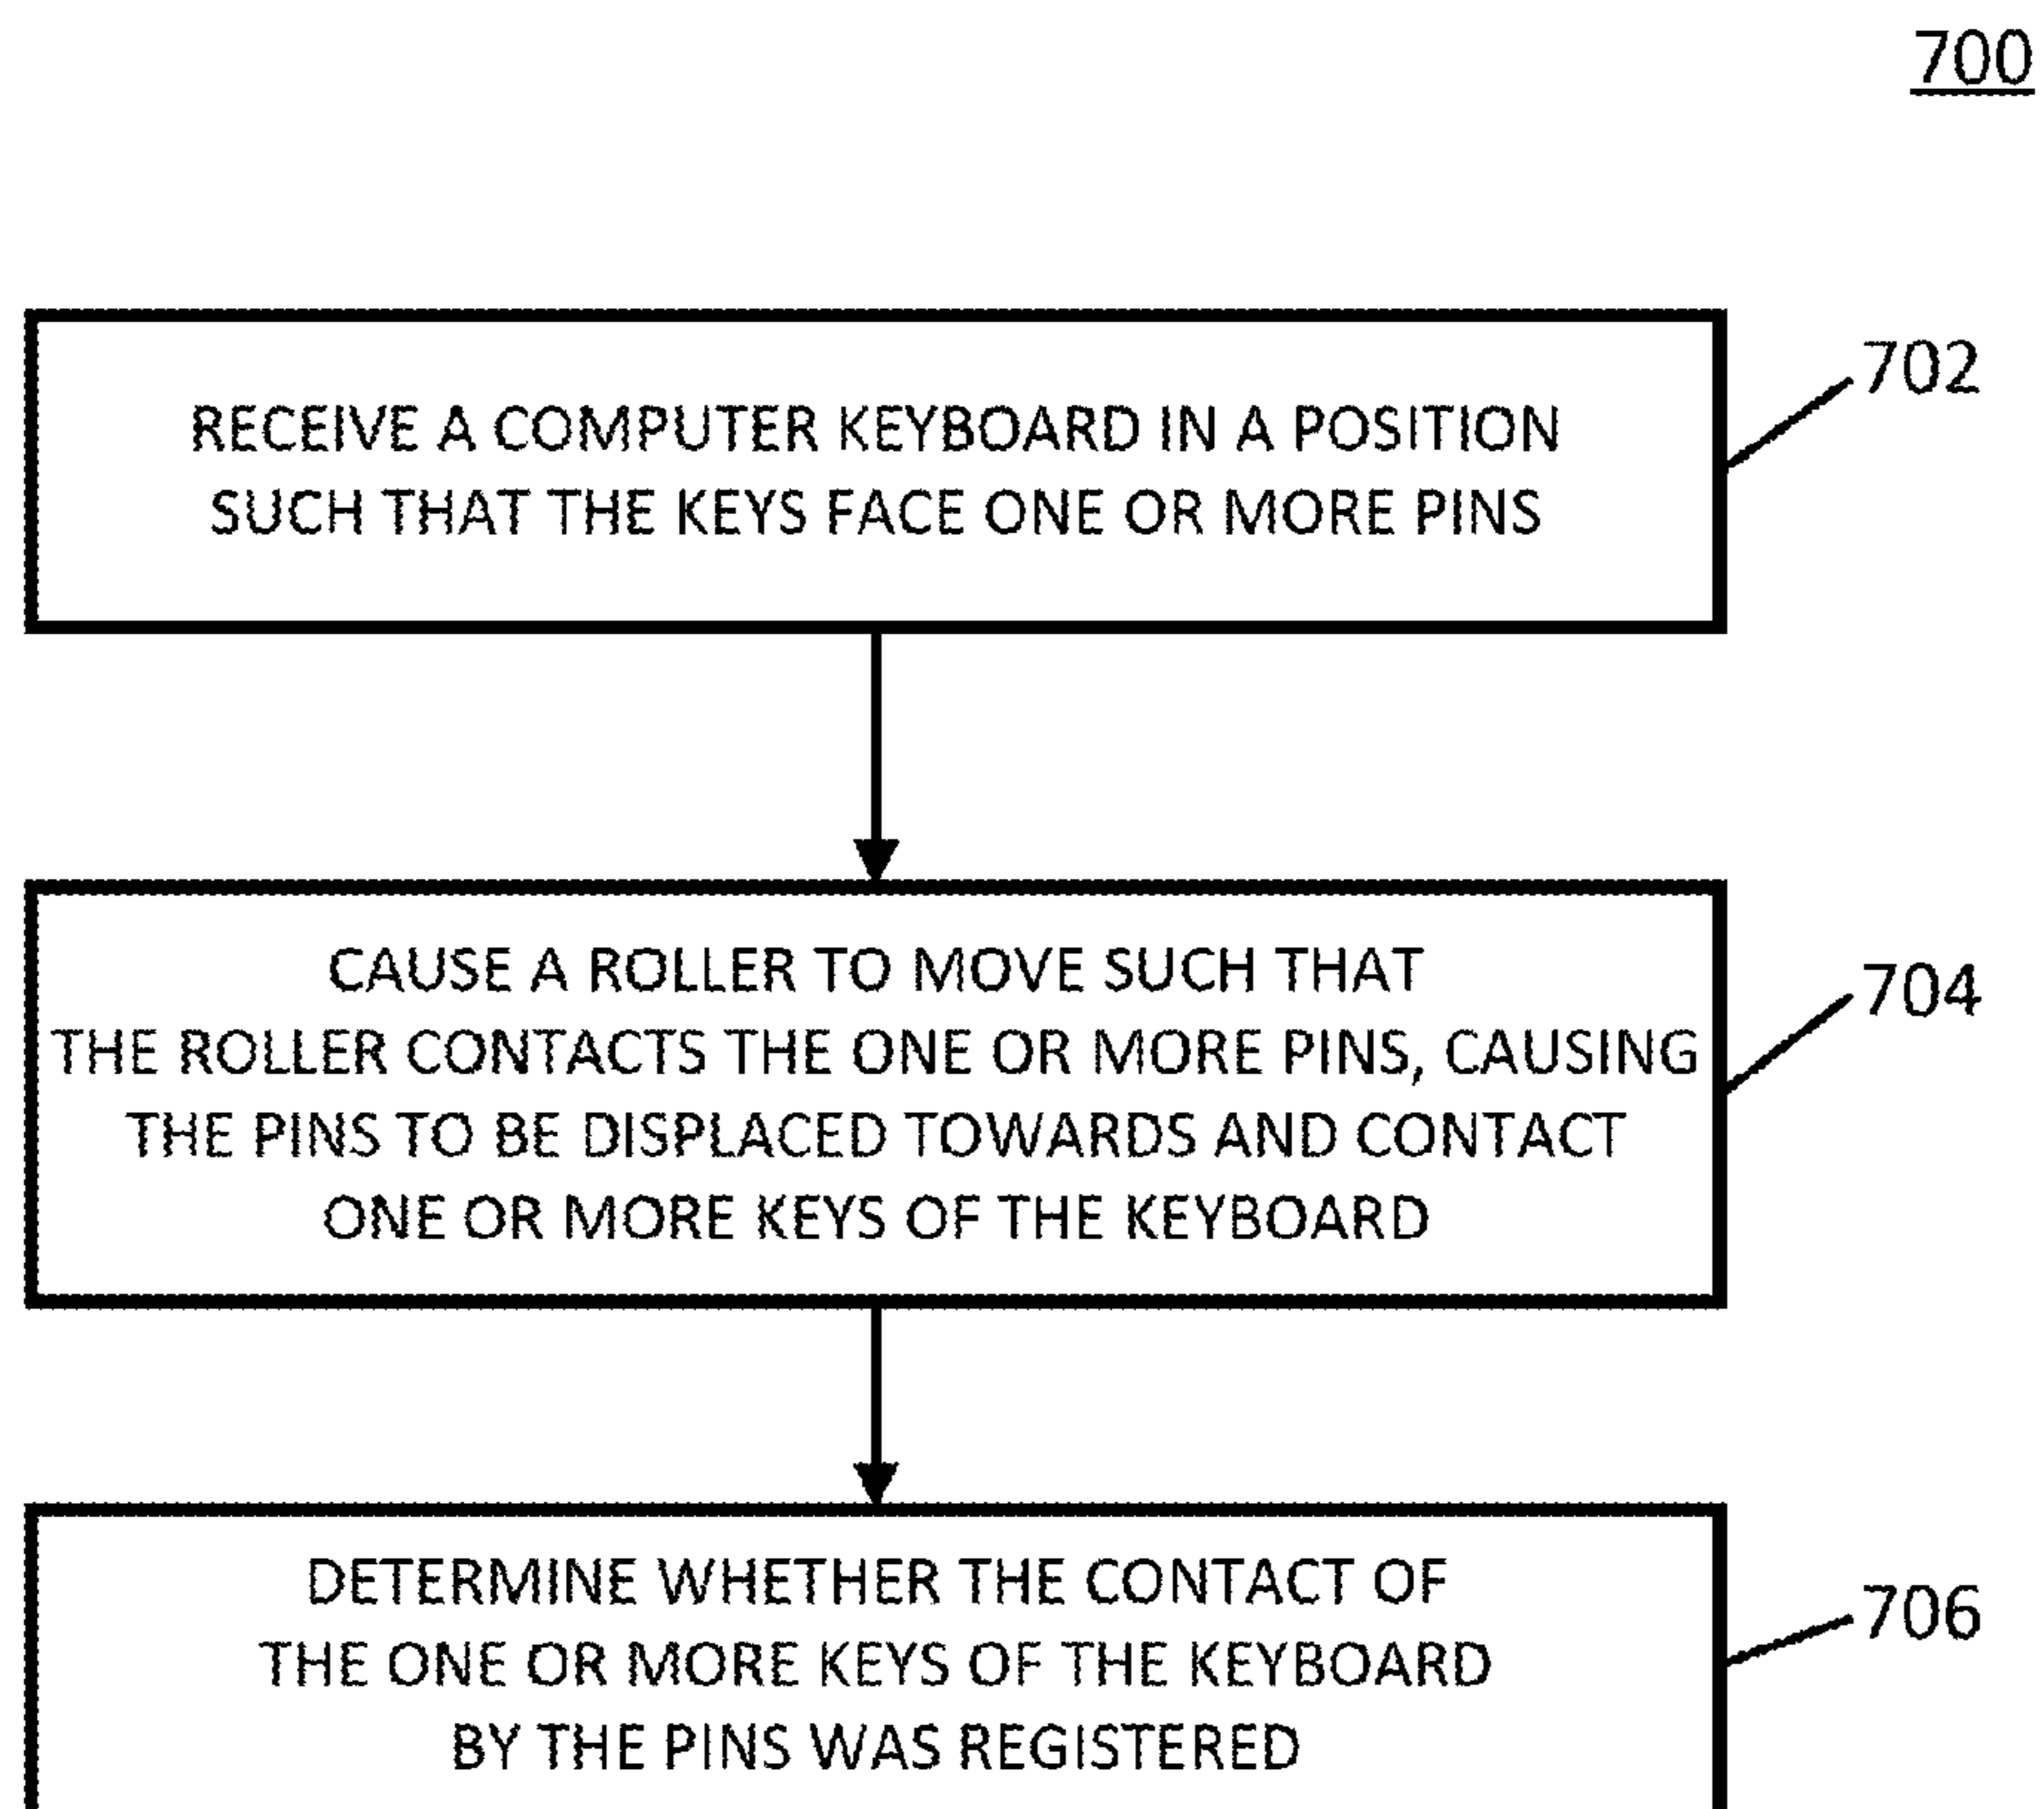 700
RECEIVE A COMPUTER KEYBOARD IN A POSITION
SUCH THAT THE KEYS FACE ONE OR MORE PINS
702
CAUSE A ROLLER TO MOVE SUCH THAT
THE ROLLER CONTACTS THE ONE OR MORE PINS, CAUSING
THE PINS TO BE DISPLACED TOWARDS AND CONTACT
ONE OR MORE KEYS OF THE KEYBOARD
704
DETERMINE WHETHER THE CONTACT OF
THE ONE OR MORE KEYS OF THE KEYBOARD
BY THE PINS WAS REGISTERED
706